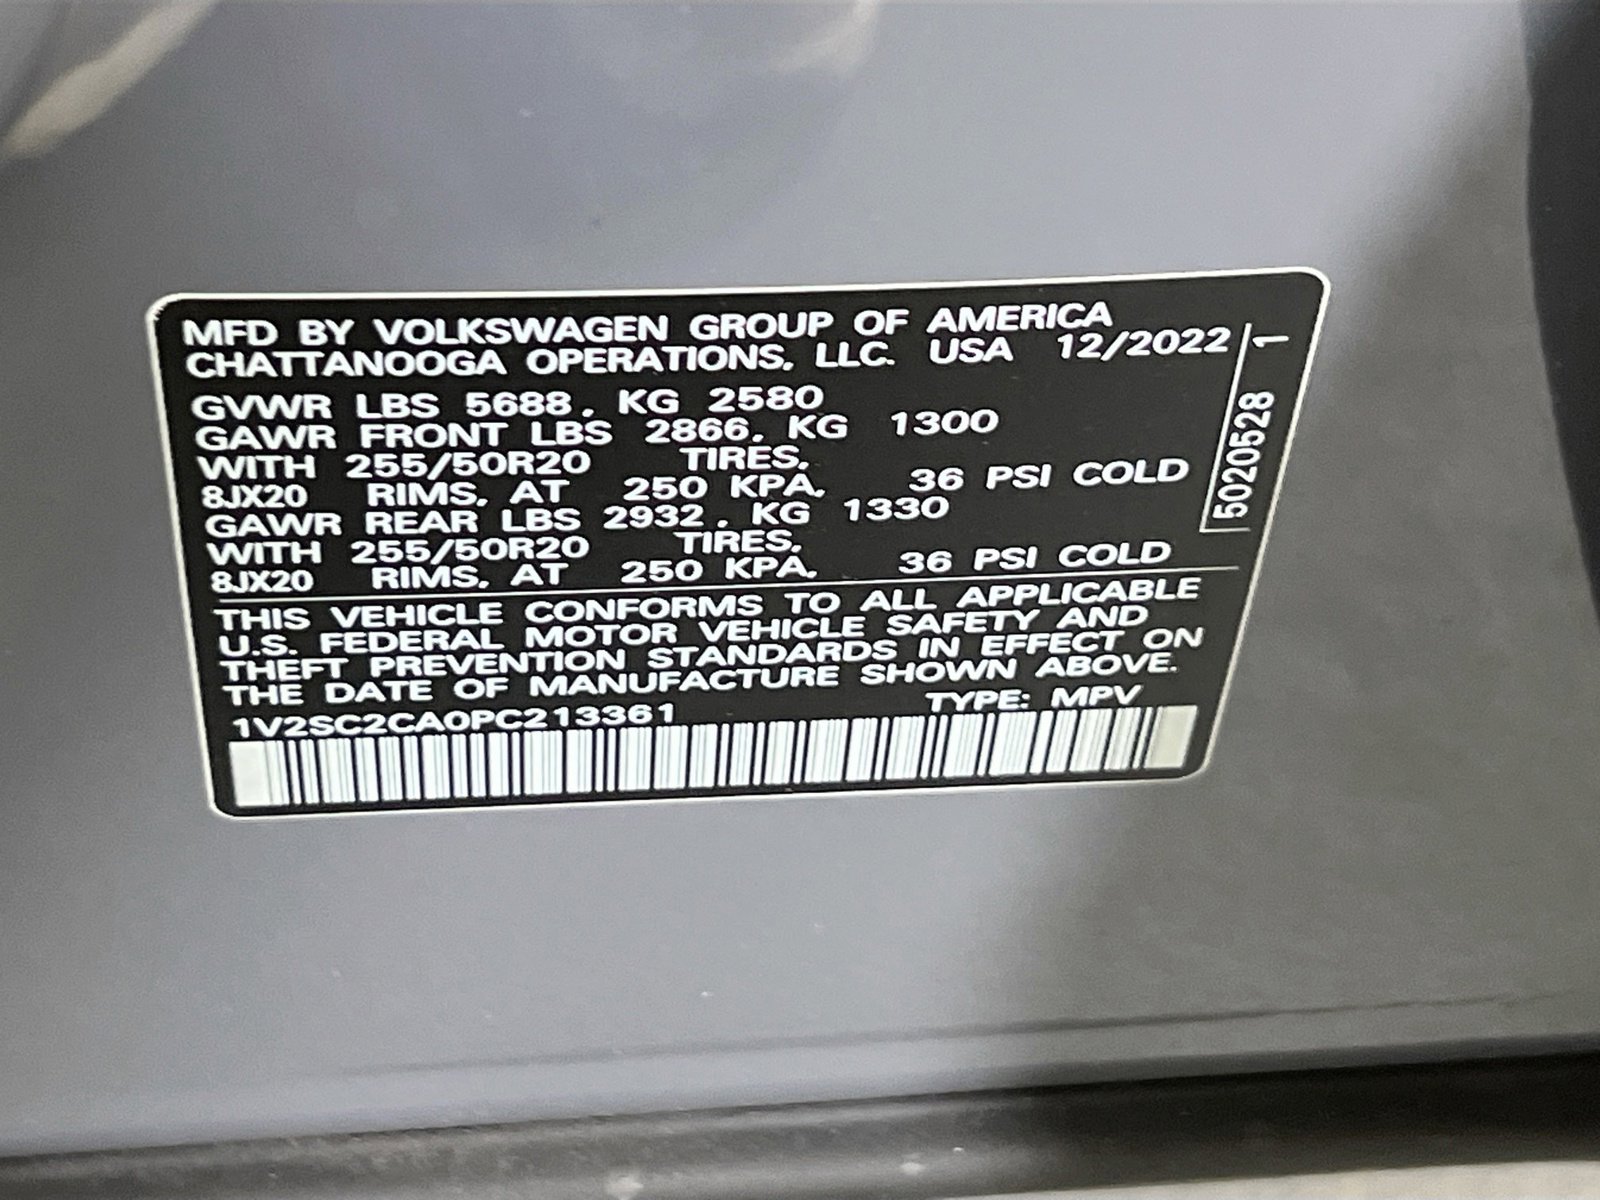 MFD BY VOLKSWAGEN GROUP OF AMERICA
CHATTANOOGA OPERATIONS, LLC. USA 12/2022
GVWR LBS 5688, KG 2580
GAWR FRONT LBS 2866, KG 1300
WITH 255/50R20 TIRES,
8JX20 RIMS, AT 250 KPA, 36 PSI COLD
GAWR REAR LBS 2932, KG 1330
WITH 255/50R20 TIRES,
8JX20 RIMS, AT 250 KPA, 36 PSI COLD
THIS VEHICLE CONFORMS TO ALL APPLICABLE
U.S. FEDERAL MOTOR VEHICLE SAFETY AND
THEFT PREVENTION STANDARDS IN EFFECT ON
THE DATE OF MANUFACTURE SHOWN ABOVE.
1V2SC2CA0PC213361 TYPE: MPV
5020528 1